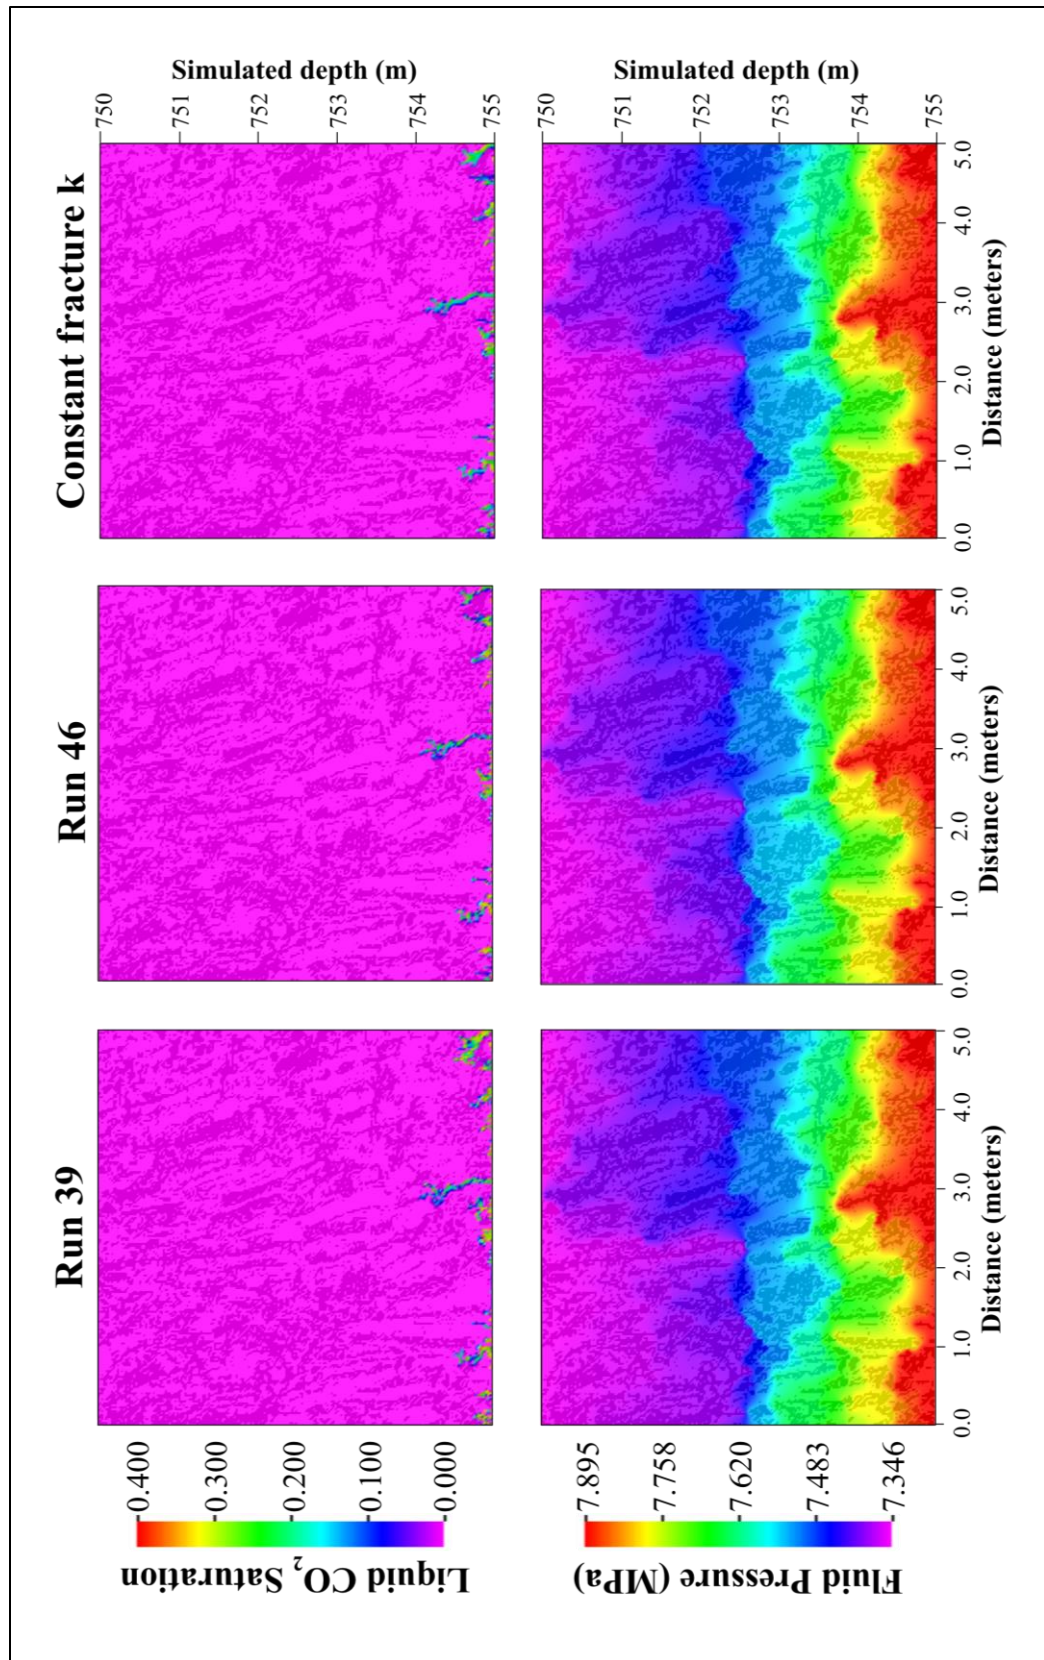 Run 39
Run 46
Constant fracture k
Liquid CO₂ Saturation
0.400
0.300
0.200
0.100
0.000
Simulated depth (m)
750
751
752
753
754
755
Fluid Pressure (MPa)
7.895
7.758
7.620
7.483
7.346
Simulated depth (m)
750
751
752
753
754
755
0.0 1.0 2.0 3.0 4.0 5.0
Distance (meters)
0.0 1.0 2.0 3.0 4.0 5.0
Distance (meters)
0.0 1.0 2.0 3.0 4.0 5.0
Distance (meters)